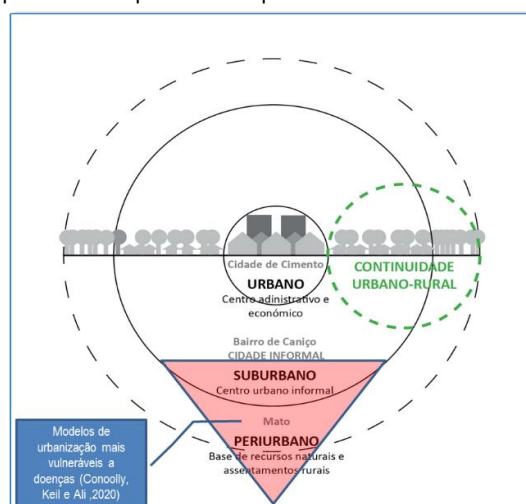 Cidade de Cimento
URBANO
Centro adinistrativo e
económico
CONTINUIDADE
URBANO-RURAL
Bairro de Caniço
CIDADE INFORMAL
SUBURBANO
Centro urbano informal
Mato
PERIURBANO
Base de recursos naturais e
assentamentos rurais
Modelos de
urbanização mais
vulneráveis a
doenças (Conoolly,
Keil e Ali ,2020)